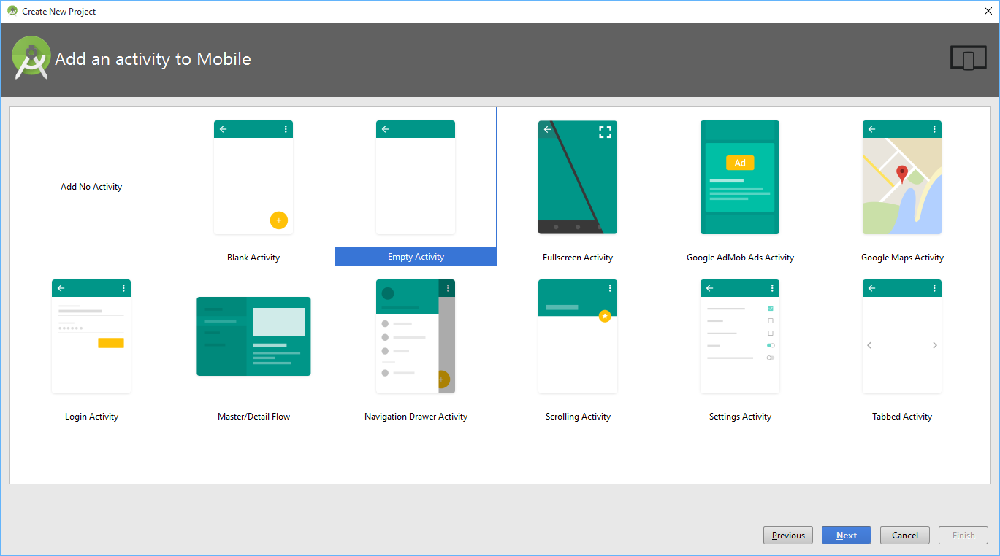 Create New Project
Add an activity to Mobile
Add No Activity
Blank Activity
Empty Activity
Fullscreen Activity
Ad
Google AdMob Ads Activity
Google Maps Activity
Login Activity
Master/Detail Flow
Navigation Drawer Activity
Scrolling Activity
Settings Activity
Tabbed Activity
Previous
Next
Cancel
Finish